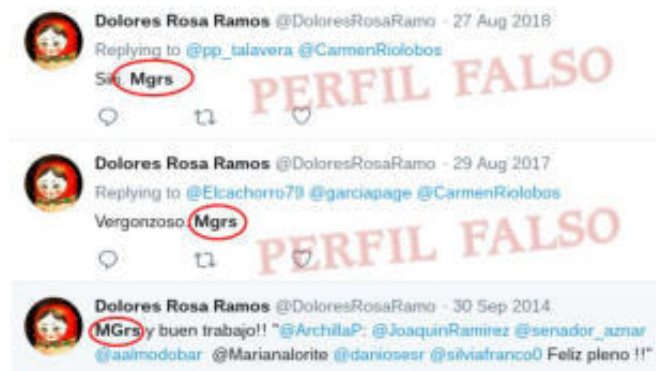 Dolores Rosa Ramos @DoloresRosaRamo · 27 Aug 2018
Replying to @pp_talavera @CarmenRiolobos
Mgrs
PERFIL FALSO
Dolores Rosa Ramos @DoloresRosaRamo · 29 Aug 2017
Replying to @Elcachorro79 @garciapage @CarmenRiolobos
Vergonzoso. Mgrs
PERFIL FALSO
Dolores Rosa Ramos @DoloresRosaRamo · 30 Sep 2014
MGrs y buen trabajo!! "@ArchillaP: @JoaquinRamirez @senador_aznar
@aalmodobar @Marianalorite @daniosesr @silviafranco0 Feliz pleno !!"